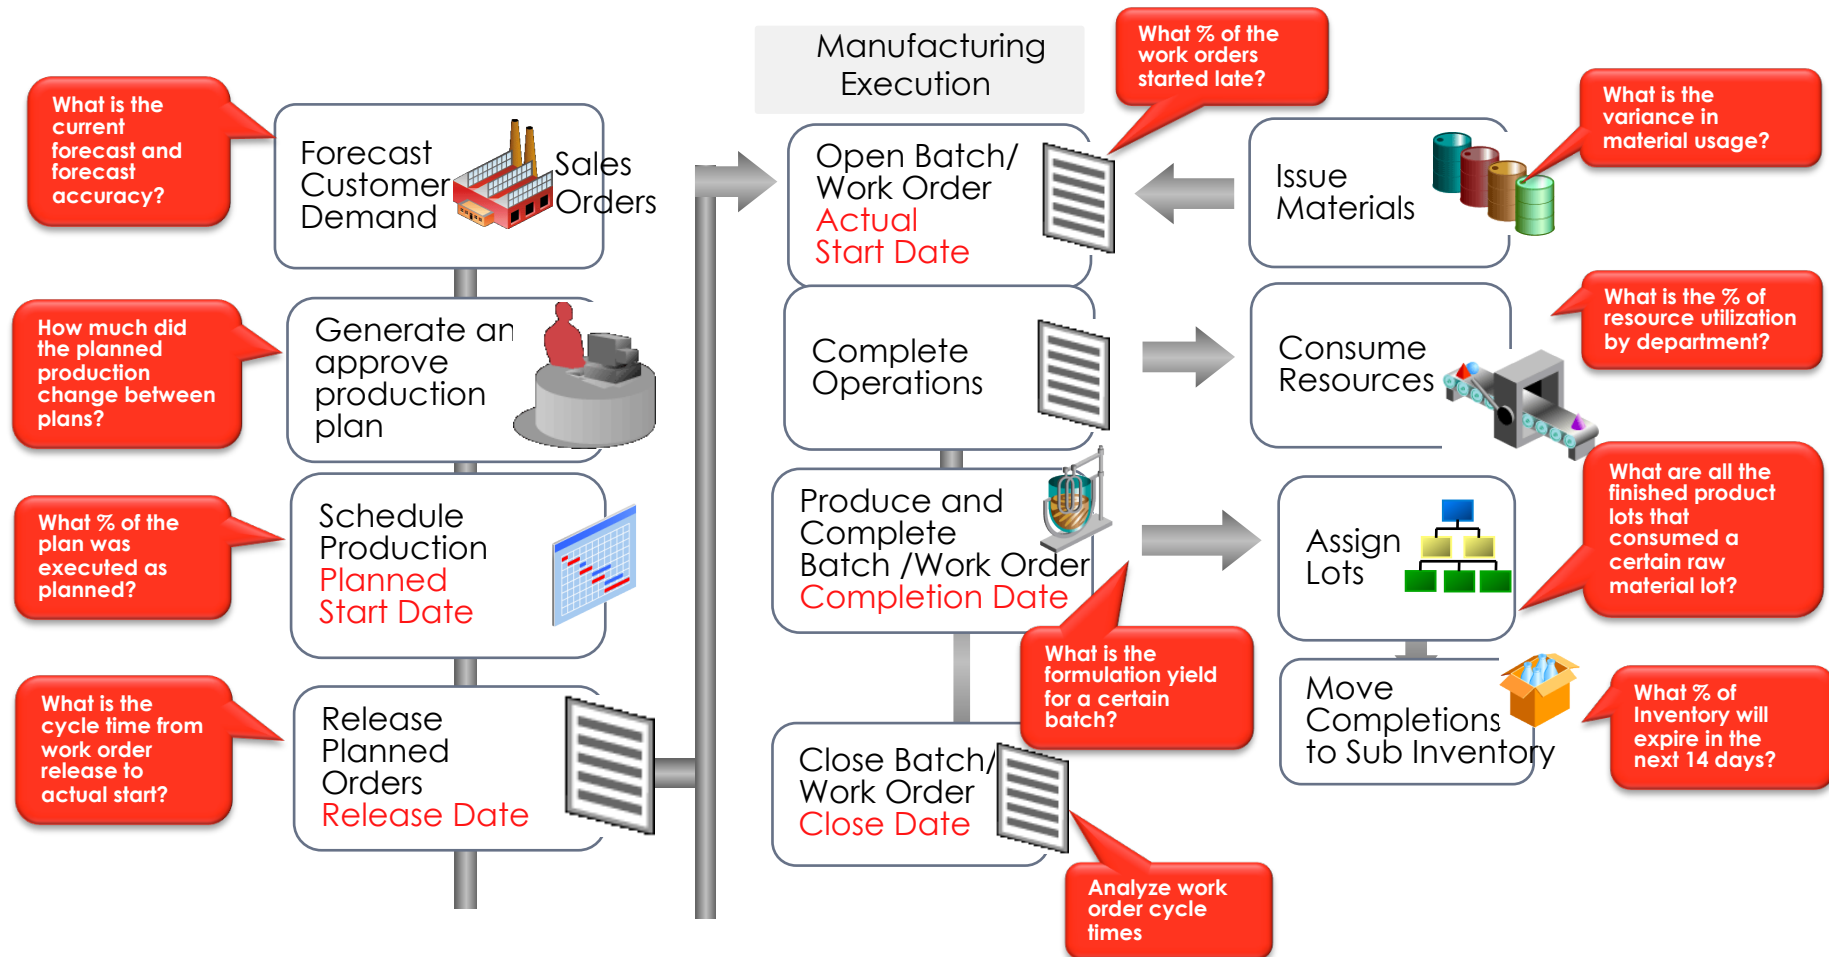 What is the
current
forecast and
forecast
accuracy?
Forecast
Customer
Demand
Sales
Orders
How much did
the planned
production
change between
plans?
Generate an
approve
production
plan
What % of the
plan was
executed as
planned?
Schedule
Production
Planned
Start Date
What is the
cycle time from
work order
release to
actual start?
Release
Planned
Orders
Release Date
Manufacturing
Execution
What % of the
work orders
started late?
Open Batch/
Work Order
Actual
Start Date
Issue
Materials
What is the
variance in
material usage?
Complete
Operations
Consume
Resources
What is the % of
resource utilization
by department?
Produce and
Complete
Batch /Work Order
Completion Date
What is the
formulation yield
for a certain
batch?
Assign
Lots
What are all the
finished product
lots that
consumed a
certain raw
material lot?
Close Batch/
Work Order
Close Date
Analyze work
order cycle
times
Move
Completions
to Sub Inventory
What % of
Inventory will
expire in the
next 14 days?